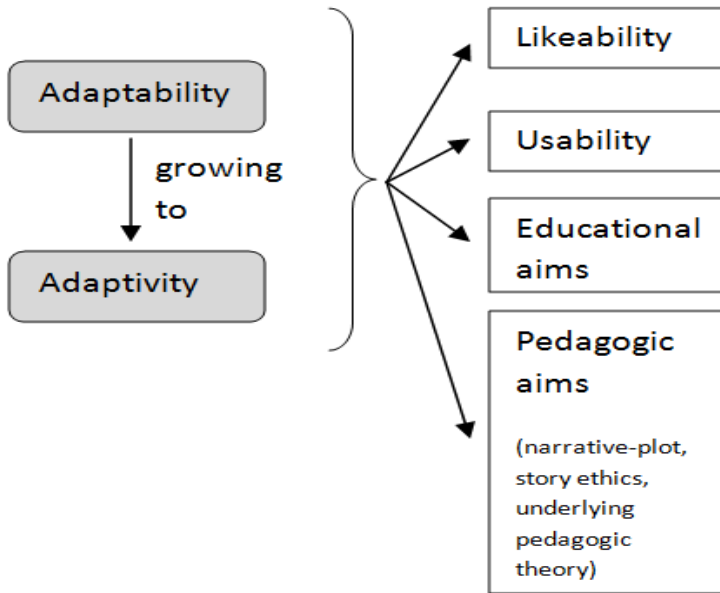 Adaptability
growing
to
Adaptivity
Likeability
Usability
Educational
aims
Pedagogic
aims
(narrative-plot,
story ethics,
underlying
pedagogic
theory)